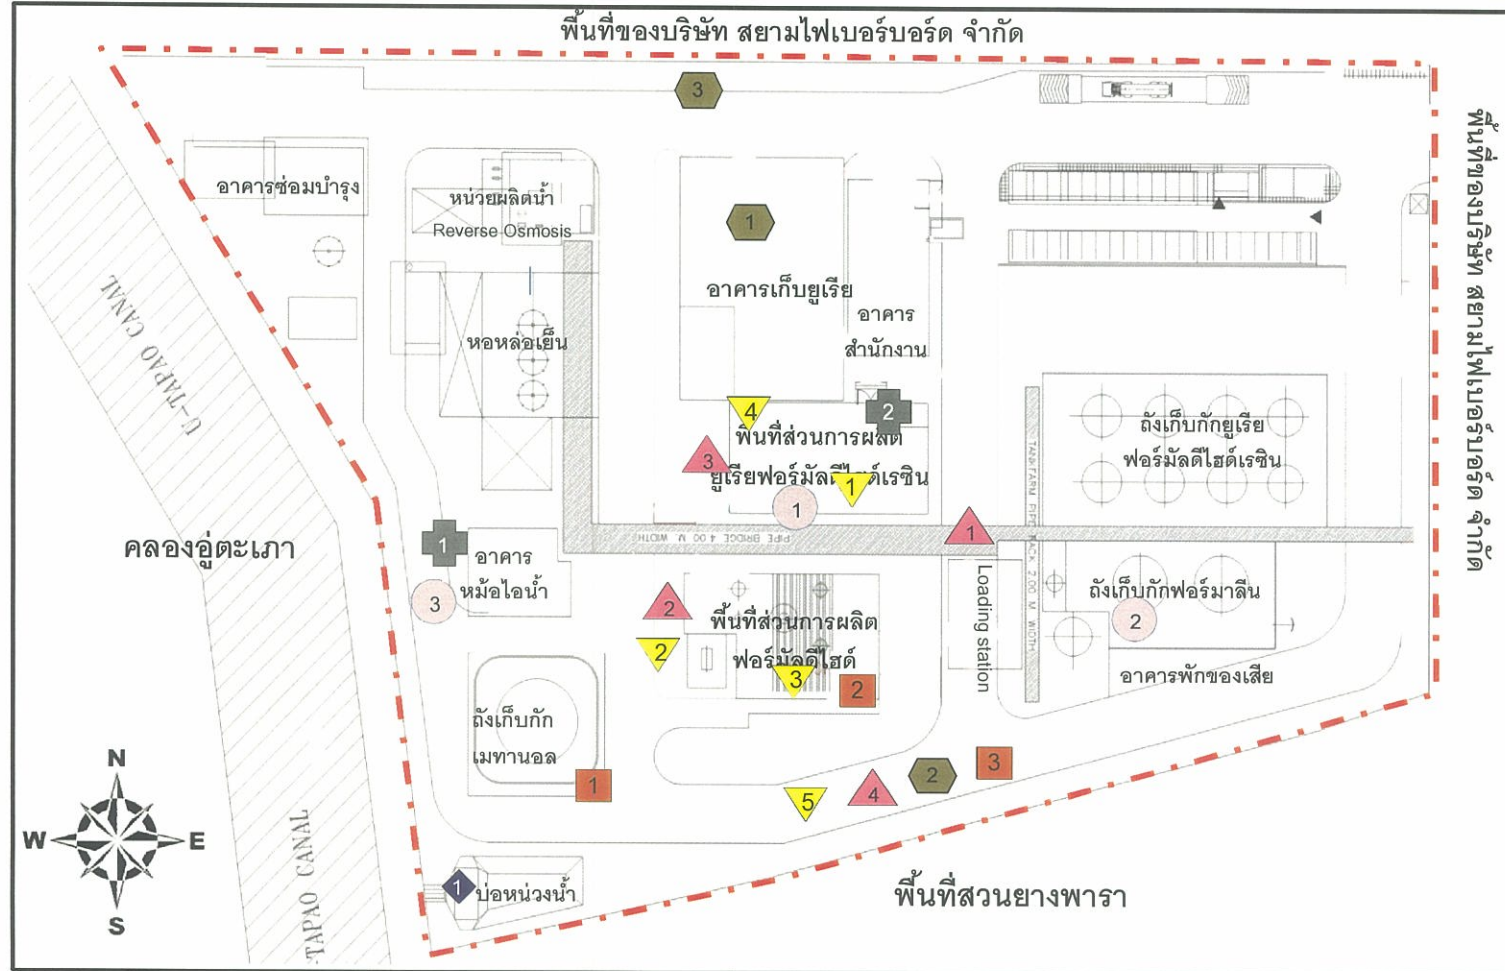 พื้นที่ของบริษัท สยามไฟเบอร์บอร์ด จำกัด
3
พื้นที่ของบริษัท สยามไฟเบอร์บอร์ด จำกัด
อาคารซ่อมบำรุง
หน่วยผลิตน้ำ
Reverse Osmosis
1
อาคารเก็บยูเรีย
อาคาร
สำนักงาน
หอหล่อเย็น
U-TAPAO CANAL
4
2
พื้นที่ส่วนการผลิต
ยูเรียฟอร์มัลดีไฮด์เรซิน
3
1
1
ถังเก็บกักยูเรีย
ฟอร์มัลดีไฮด์เรซิน
TANKFARM PIPE RACK 2.00 M. WIDTH
PIPE BRIDGE 4.00 M. WIDTH
1
คลองอู่ตะเภา
1
อาคาร
หม้อไอน้ำ
3
2
พื้นที่ส่วนการผลิต
ฟอร์มัลดีไฮด์
2
3
2
Loading station
ถังเก็บกักฟอร์มาลีน
2
อาคารพักของเสีย
ถังเก็บกัก
เมทานอล
1
5
4
2
3
N
W
E
S
-TAPAO CANAL
1
บ่อหน่วงน้ำ
พื้นที่สวนยางพารา